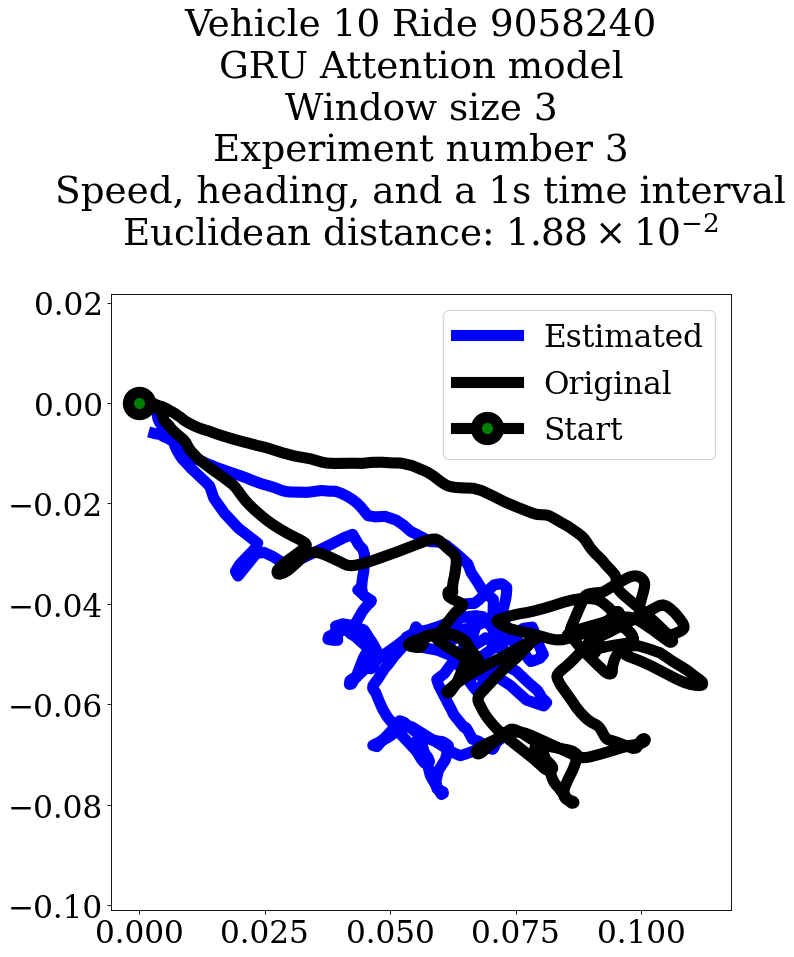 Vehicle 10 Ride 9058240
GRU Attention model
Window size 3
Experiment number 3
Speed, heading, and a 1s time interval
Euclidean distance: 1.88 × 10⁻²
Estimated
Original
Start
0.02
0.00
−0.02
−0.04
−0.06
−0.08
−0.10
0.000 0.025 0.050 0.075 0.100